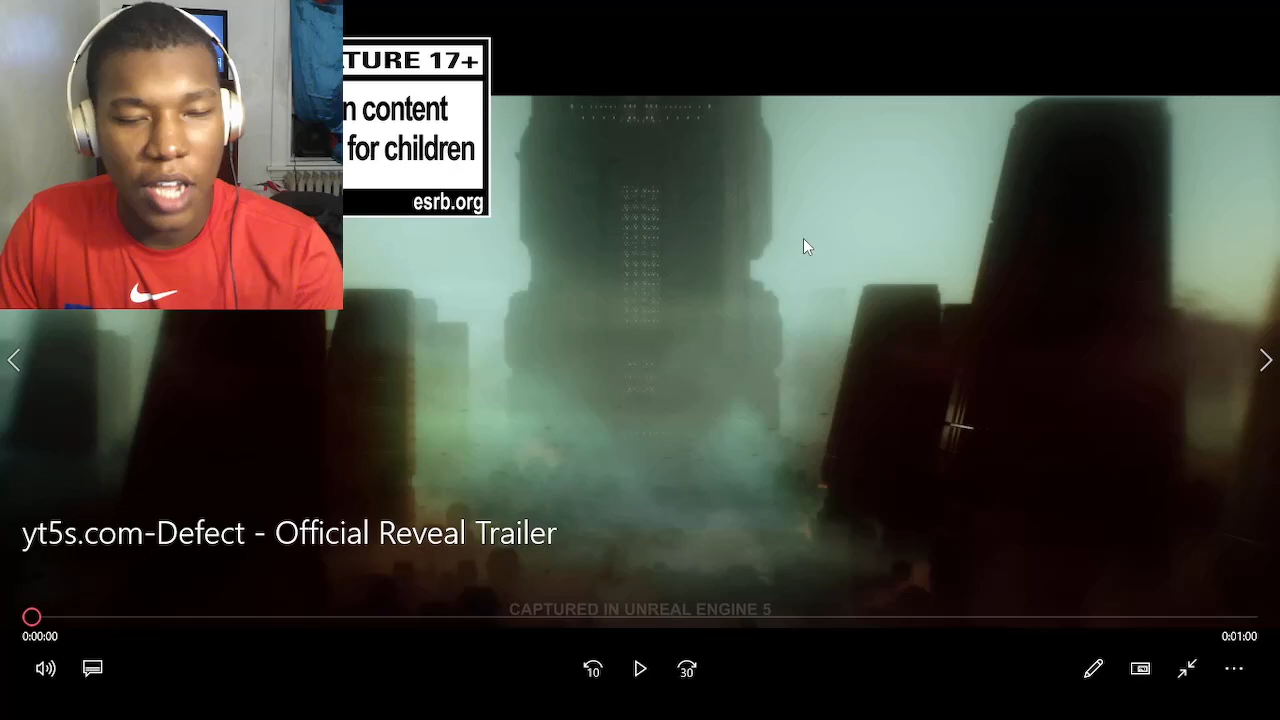 TURE 17+
n content
for children
esrb.org
yt5s.com-Defect - Official Reveal Trailer
CAPTURED IN UNREAL ENGINE 5
0:00:00
0:01:00
10
30